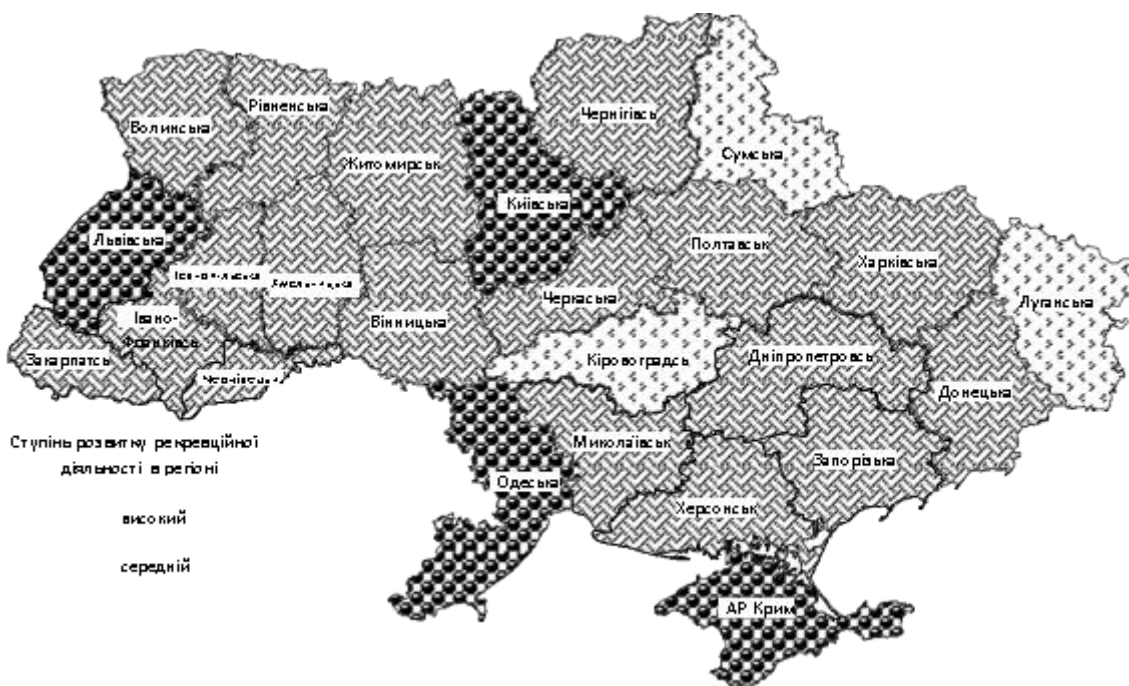 Рівненська
Волинська
Чернігівсь
Житомирськ
Сумська
Київська
Львівська
Полтавськ
Харківська
Луганська
Черкаська
Івано-
Франківсь
Вінницька
Закарпатсь
Кіровоградсь
Дніпропетровсь
Донецька
Миколаївськ
Запорізька
Одеська
Херсонськ
АР Крим
Ступінь розвитку рекреаційної
діяльності в регіоні
високий
середній